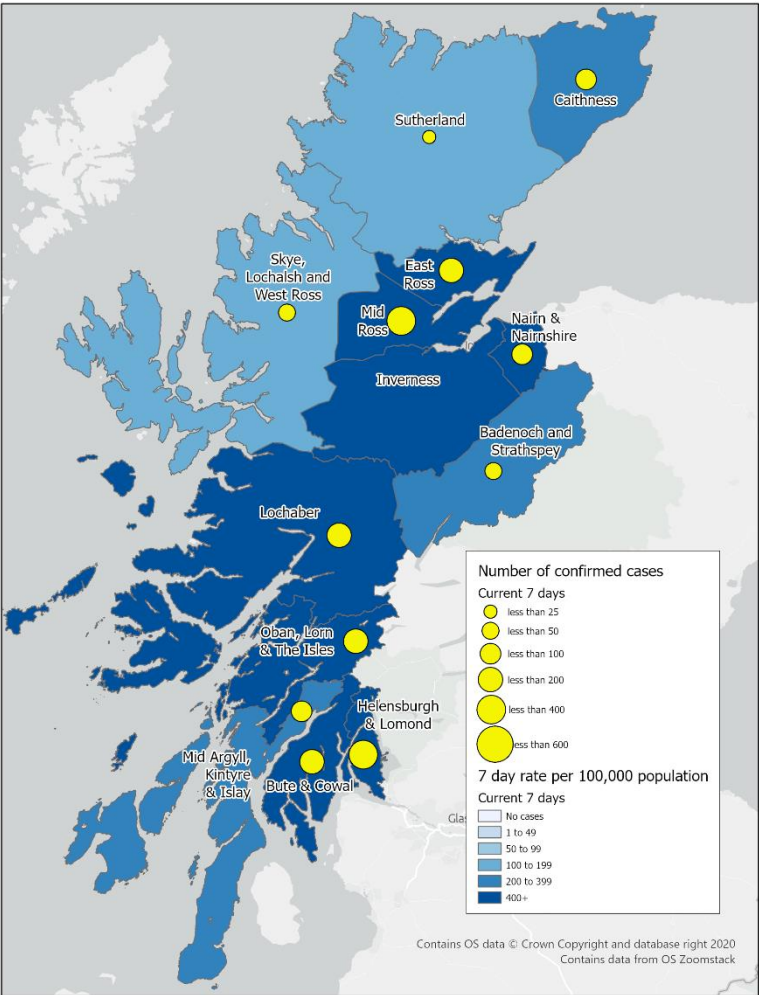 Caithness
Sutherland
Skye,
Lochalsh and
West Ross
East
Ross
Mid
Ross
Nairn &
Nairnshire
Inverness
Badenoch and
Strathspey
Lochaber
Oban, Lorn
& The Isles
Helensburgh
& Lomond
Mid Argyll,
Kintyre
& Islay
Bute & Cowal
Number of confirmed cases
Current 7 days
less than 25
less than 50
less than 100
less than 200
less than 400
less than 600
7 day rate per 100,000 population
Current 7 days
No cases
1 to 49
50 to 99
100 to 199
200 to 399
400+
Contains OS data © Crown Copyright and database right 2020
Contains data from OS Zoomstack